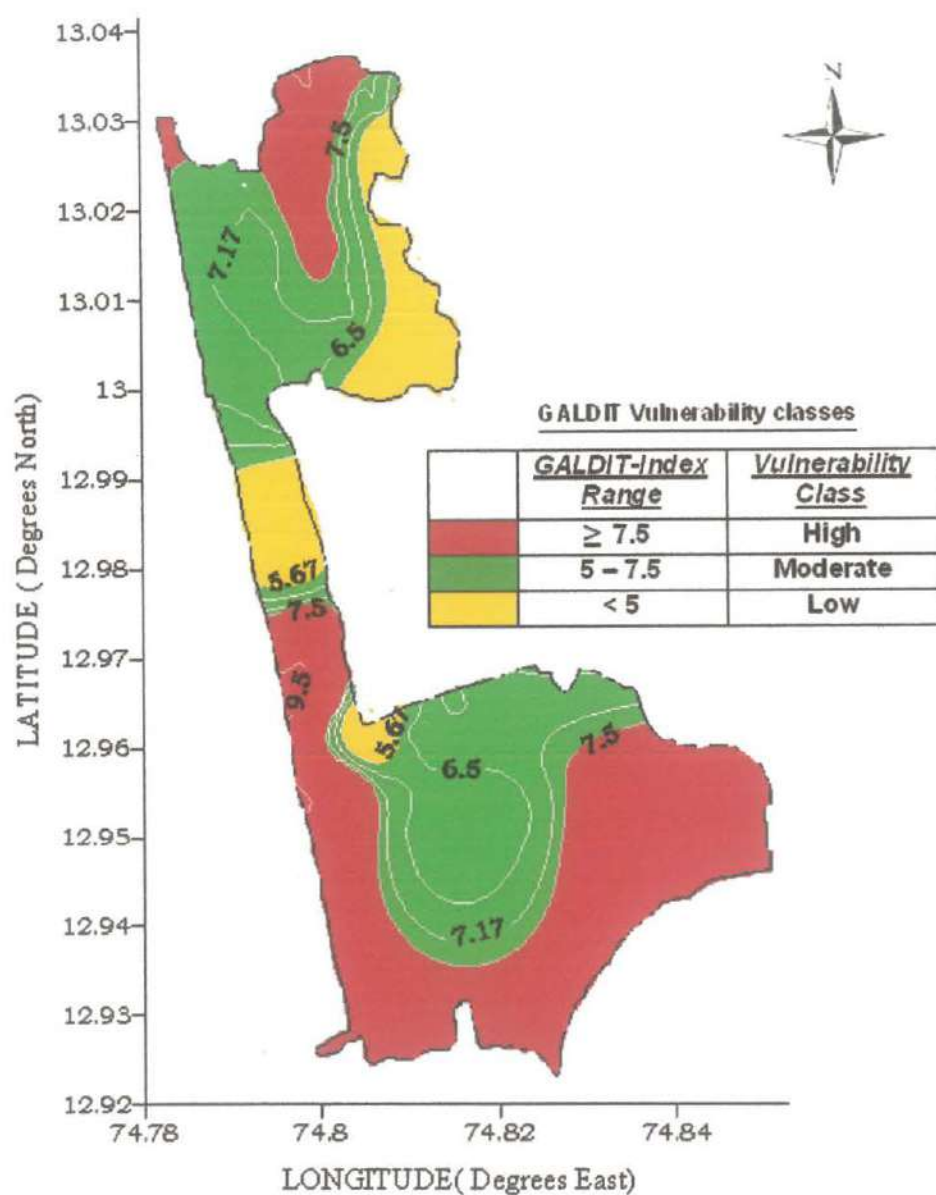 13.04
13.03
13.02
13.01
13
12.99
12.98
12.97
12.96
12.95
12.94
12.93
12.92
LATITUDE ( Degrees North)
74.78
74.8
74.82
74.84
LONGITUDE( Degrees East)
N
7.5
7.17
6.5
5.67
7.5
9.5
5.67
6.5
7.5
7.17
GALDIT Vulnerability classes
GALDIT-Index Range
Vulnerability Class
≥ 7.5
High
5 – 7.5
Moderate
< 5
Low